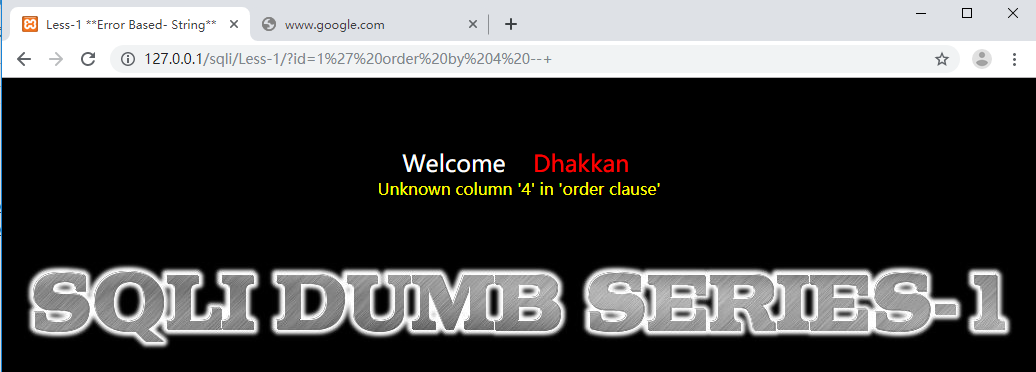 Less-1 **Error Based- String**
www.google.com
127.0.0.1/sqli/Less-1/?id=1%27%20order%20by%204%20--+
Welcome Dhakkan
Unknown column '4' in 'order clause'
SQLI DUMB SERIES-1